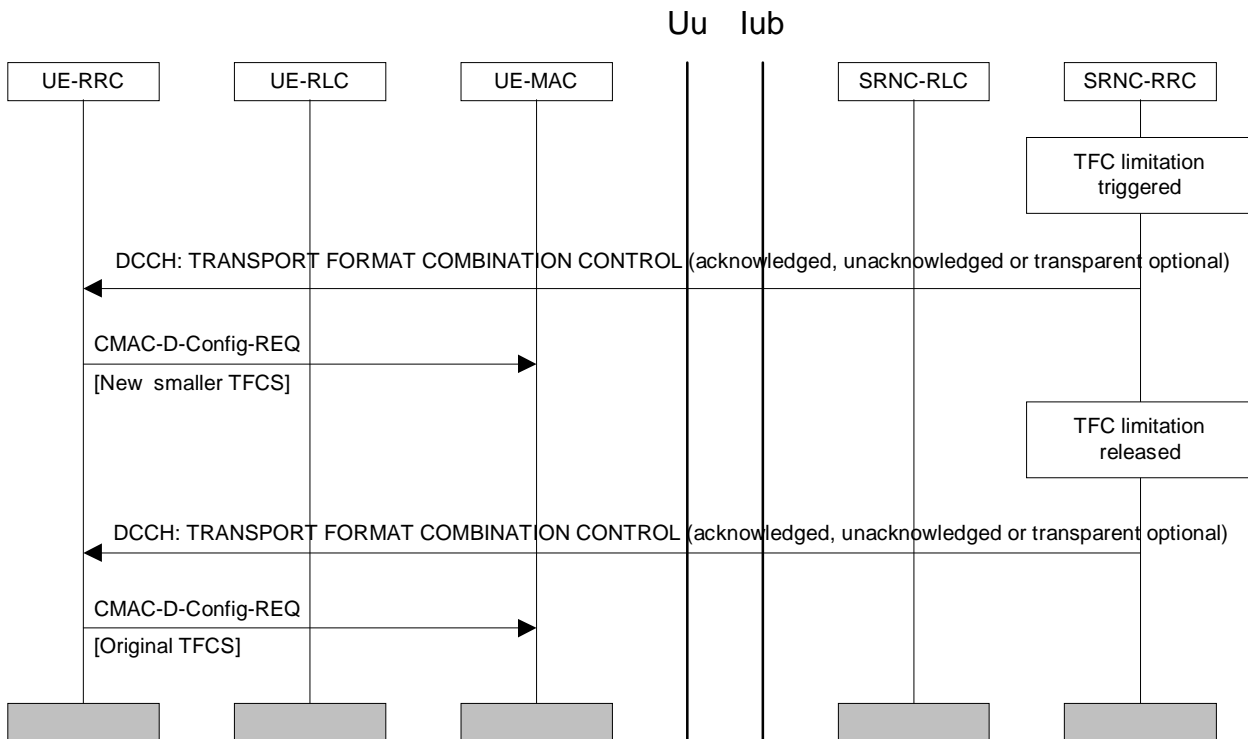 Uu Iub
UE-RRC UE-RLC UE-MAC SRNC-RLC SRNC-RRC
TFC limitation
triggered
DCCH: TRANSPORT FORMAT COMBINATION CONTROL (acknowledged, unacknowledged or transparent optional)
CMAC-D-Config-REQ
[New smaller TFCS]
TFC limitation
released
DCCH: TRANSPORT FORMAT COMBINATION CONTROL (acknowledged, unacknowledged or transparent optional)
CMAC-D-Config-REQ
[Original TFCS]